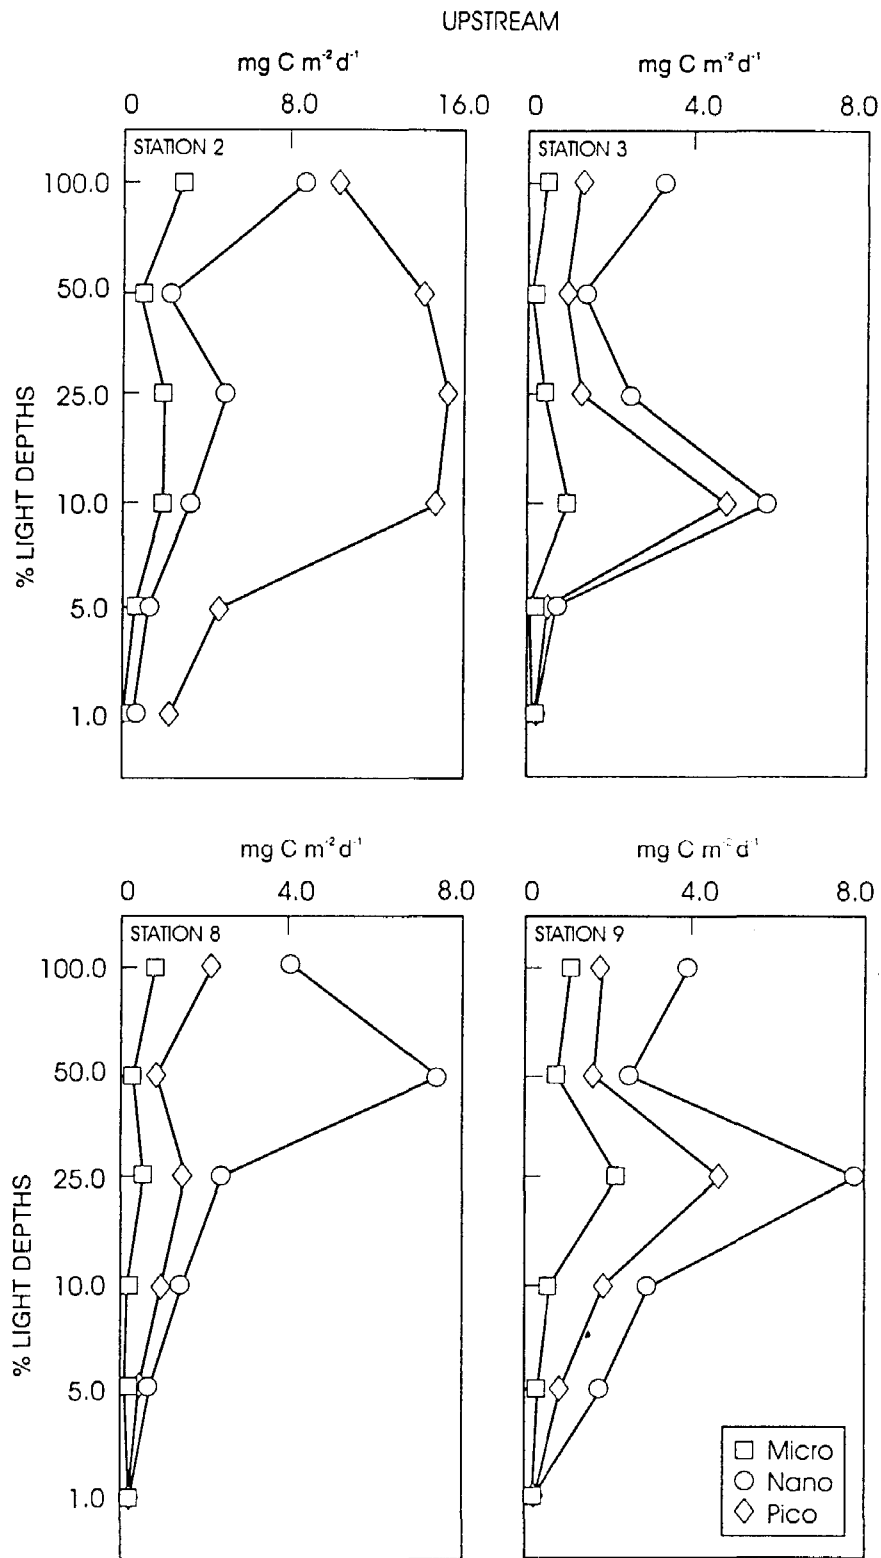 UPSTREAM
mg C m⁻² d⁻¹
mg C m⁻² d⁻¹
0 8.0 16.0
0 4.0 8.0
STATION 2
STATION 3
% LIGHT DEPTHS
100.0
50.0
25.0
10.0
5.0
1.0
mg C m⁻² d⁻¹
mg C m⁻² d⁻¹
0 4.0 8.0
0 4.0 8.0
STATION 8
STATION 9
% LIGHT DEPTHS
100.0
50.0
25.0
10.0
5.0
1.0
Micro
Nano
Pico